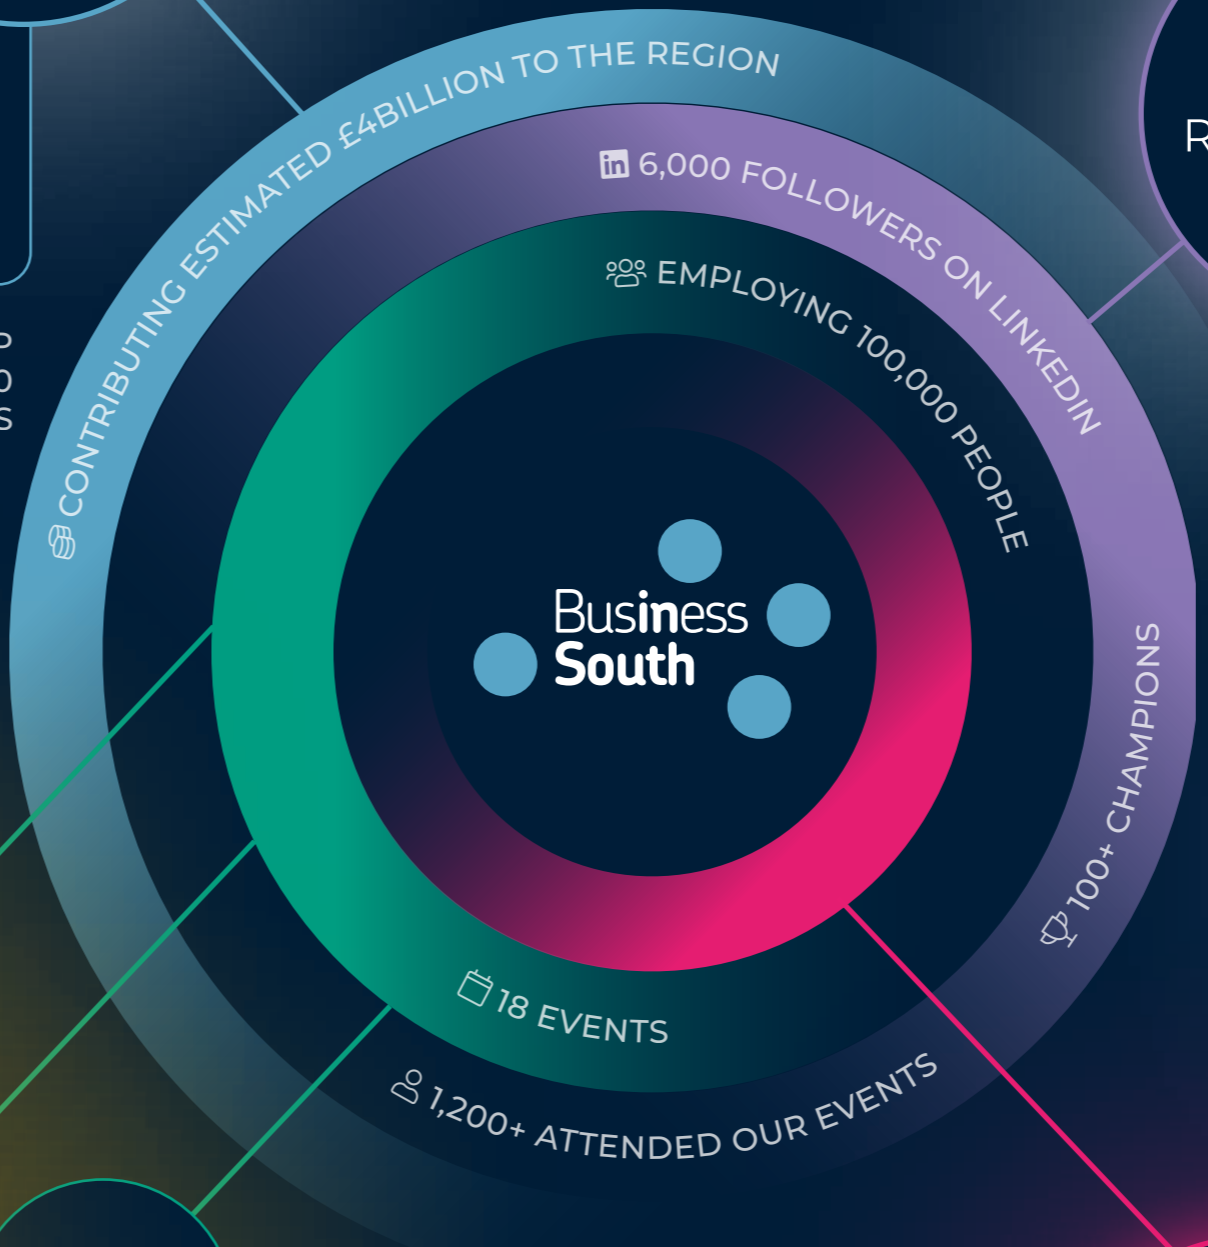 CONTRIBUTING ESTIMATED £4BILLION TO THE REGION
in 6,000 FOLLOWERS ON LINKEDIN
EMPLOYING 100,000 PEOPLE
Business
South
100+ CHAMPIONS
18 EVENTS
1,200+ ATTENDED OUR EVENTS